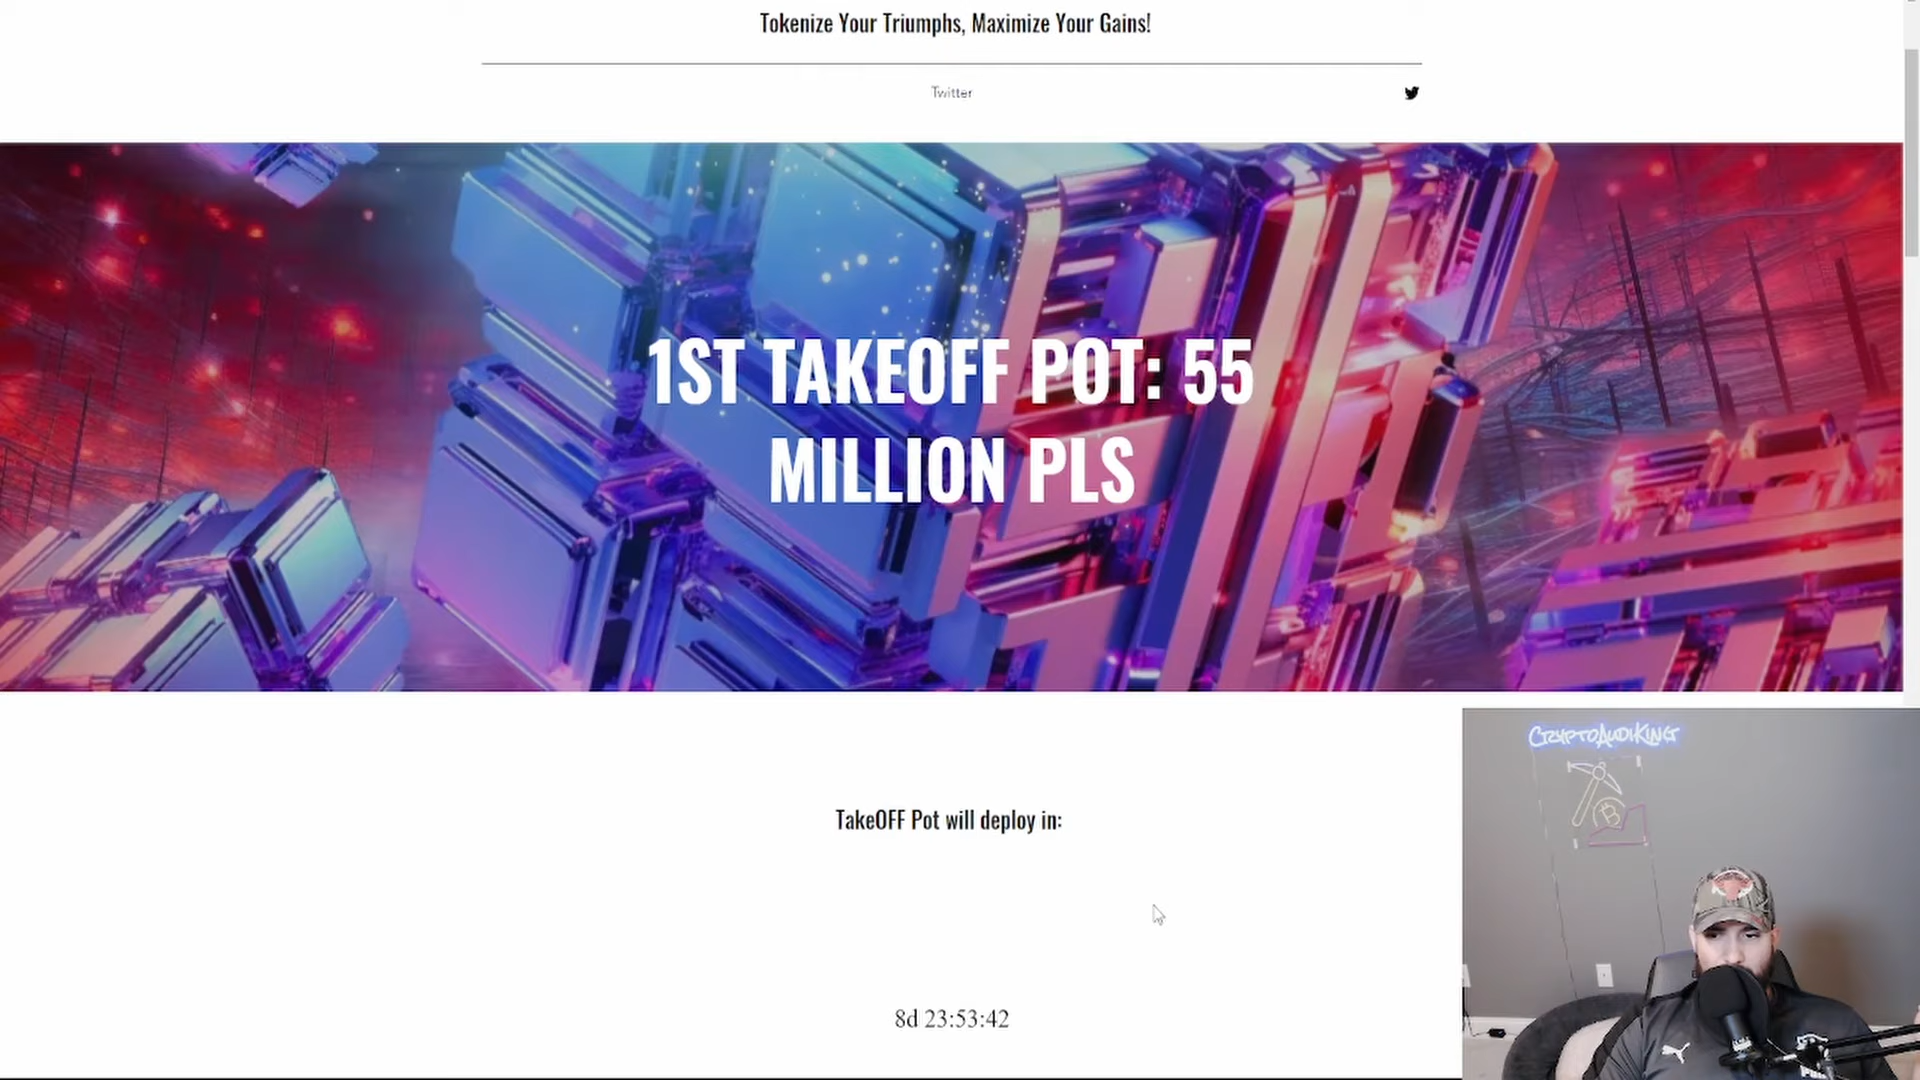 Tokenize Your Triumphs, Maximize Your Gains!
Twitter
1ST TAKEOFF POT: 55
MILLION PLS
TakeOFF Pot will deploy in:
8d 23:53:42
CRYPTOAUDIKING
B